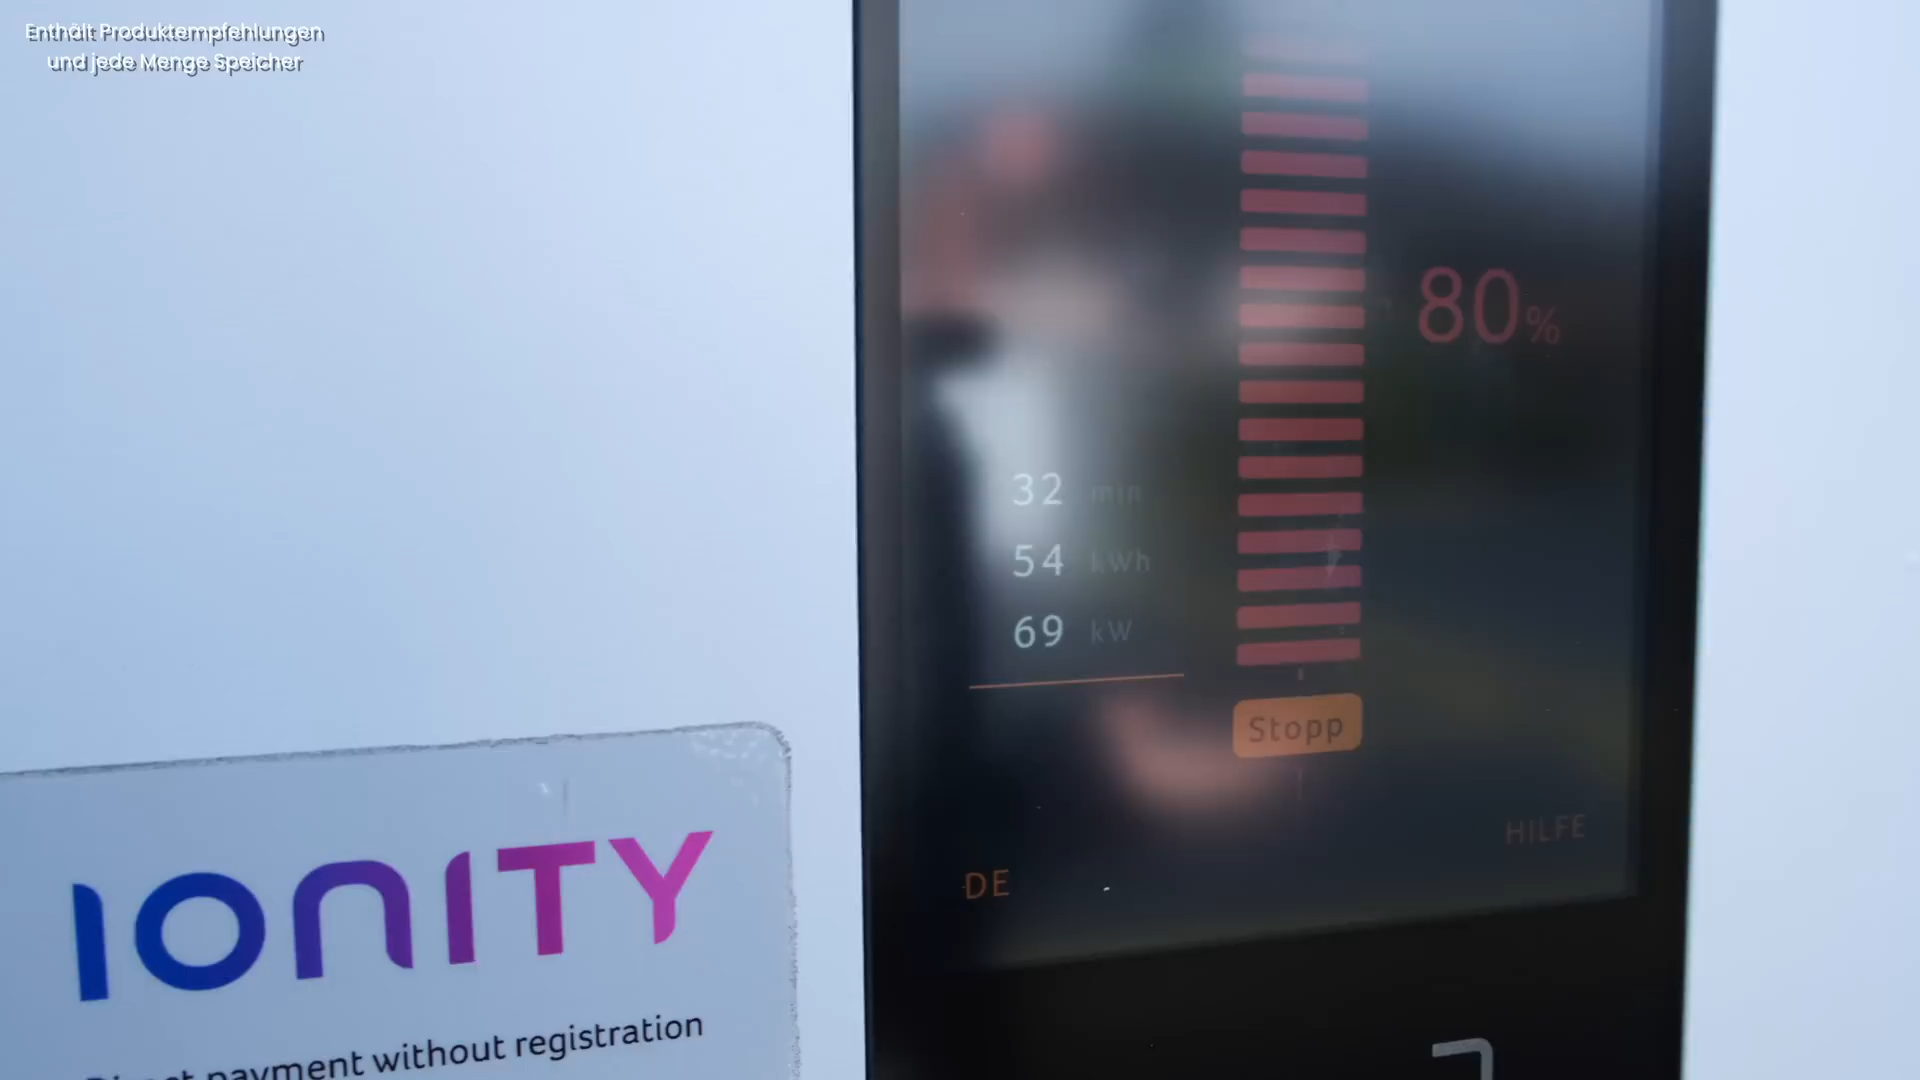 Enthält Produktempfehlungen
und jede Menge Speicher
80%
32 min
54 kWh
69 kW
Stopp
HILFE
DE
IONITY
Direct payment without registration